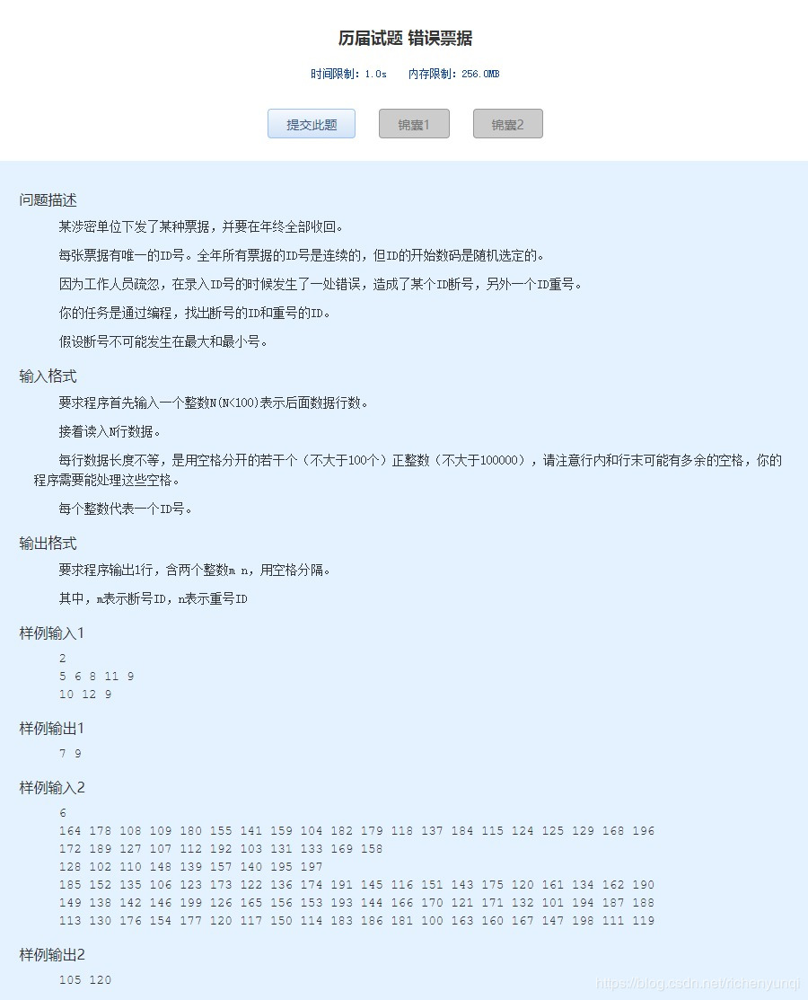 历届试题 错误票据
时间限制：1.0s 内存限制：256.0MB
提交此题 锦囊1 锦囊2
问题描述
某涉密单位下发了某种票据，并要在年终全部收回。
每张票据有唯一的ID号。全年所有票据的ID号是连续的，但ID的开始数码是随机选定的。
因为工作人员疏忽，在录入ID号的时候发生了一处错误，造成了某个ID断号，另外一个ID重号。
你的任务是通过编程，找出断号的ID和重号的ID。
假设断号不可能发生在最大和最小号。
输入格式
要求程序首先输入一个整数N(N<100)表示后面数据行数。
接着读入N行数据。
每行数据长度不等，是用空格分开的若干个（不大于100个）正整数（不大于100000），请注意行内和行末可能有多余的空格，你的
程序需要能处理这些空格。
每个整数代表一个ID号。
输出格式
要求程序输出1行，含两个整数m n，用空格分隔。
其中，m表示断号ID，n表示重号ID
样例输入1
2
5 6 8 11 9
10 12 9
样例输出1
7 9
样例输入2
6
164 178 108 109 180 155 141 159 104 182 179 118 137 184 115 124 125 129 168 196
172 189 127 107 112 192 103 131 133 169 158
128 102 110 148 139 157 140 195 197
185 152 135 106 123 173 122 136 174 191 145 116 151 143 175 120 161 134 162 190
149 138 142 146 199 126 165 156 153 193 144 166 170 121 171 132 101 194 187 188
113 130 176 154 177 120 117 150 114 183 186 181 100 163 160 167 147 198 111 119
样例输出2
105 120
https://blog.csdn.net/richenyunqi